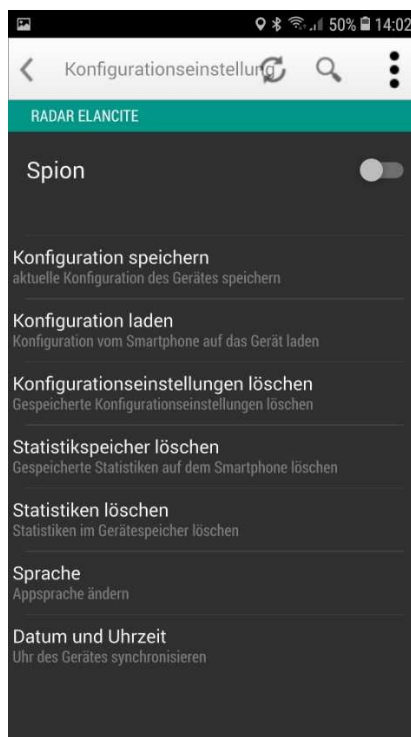 50% 14:02
Konfigurationseinstellung
RADAR ELANCITE
Spion
Konfiguration speichern
aktuelle Konfiguration des Gerätes speichern
Konfiguration laden
Konfiguration vom Smartphone auf das Gerät laden
Konfigurationseinstellungen löschen
Gespeicherte Konfigurationseinstellungen löschen
Statistikspeicher löschen
Gespeicherte Statistiken auf dem Smartphone löschen
Statistiken löschen
Statistiken im Gerätespeicher löschen
Sprache
Appsprache ändern
Datum und Uhrzeit
Uhr des Gerätes synchronisieren